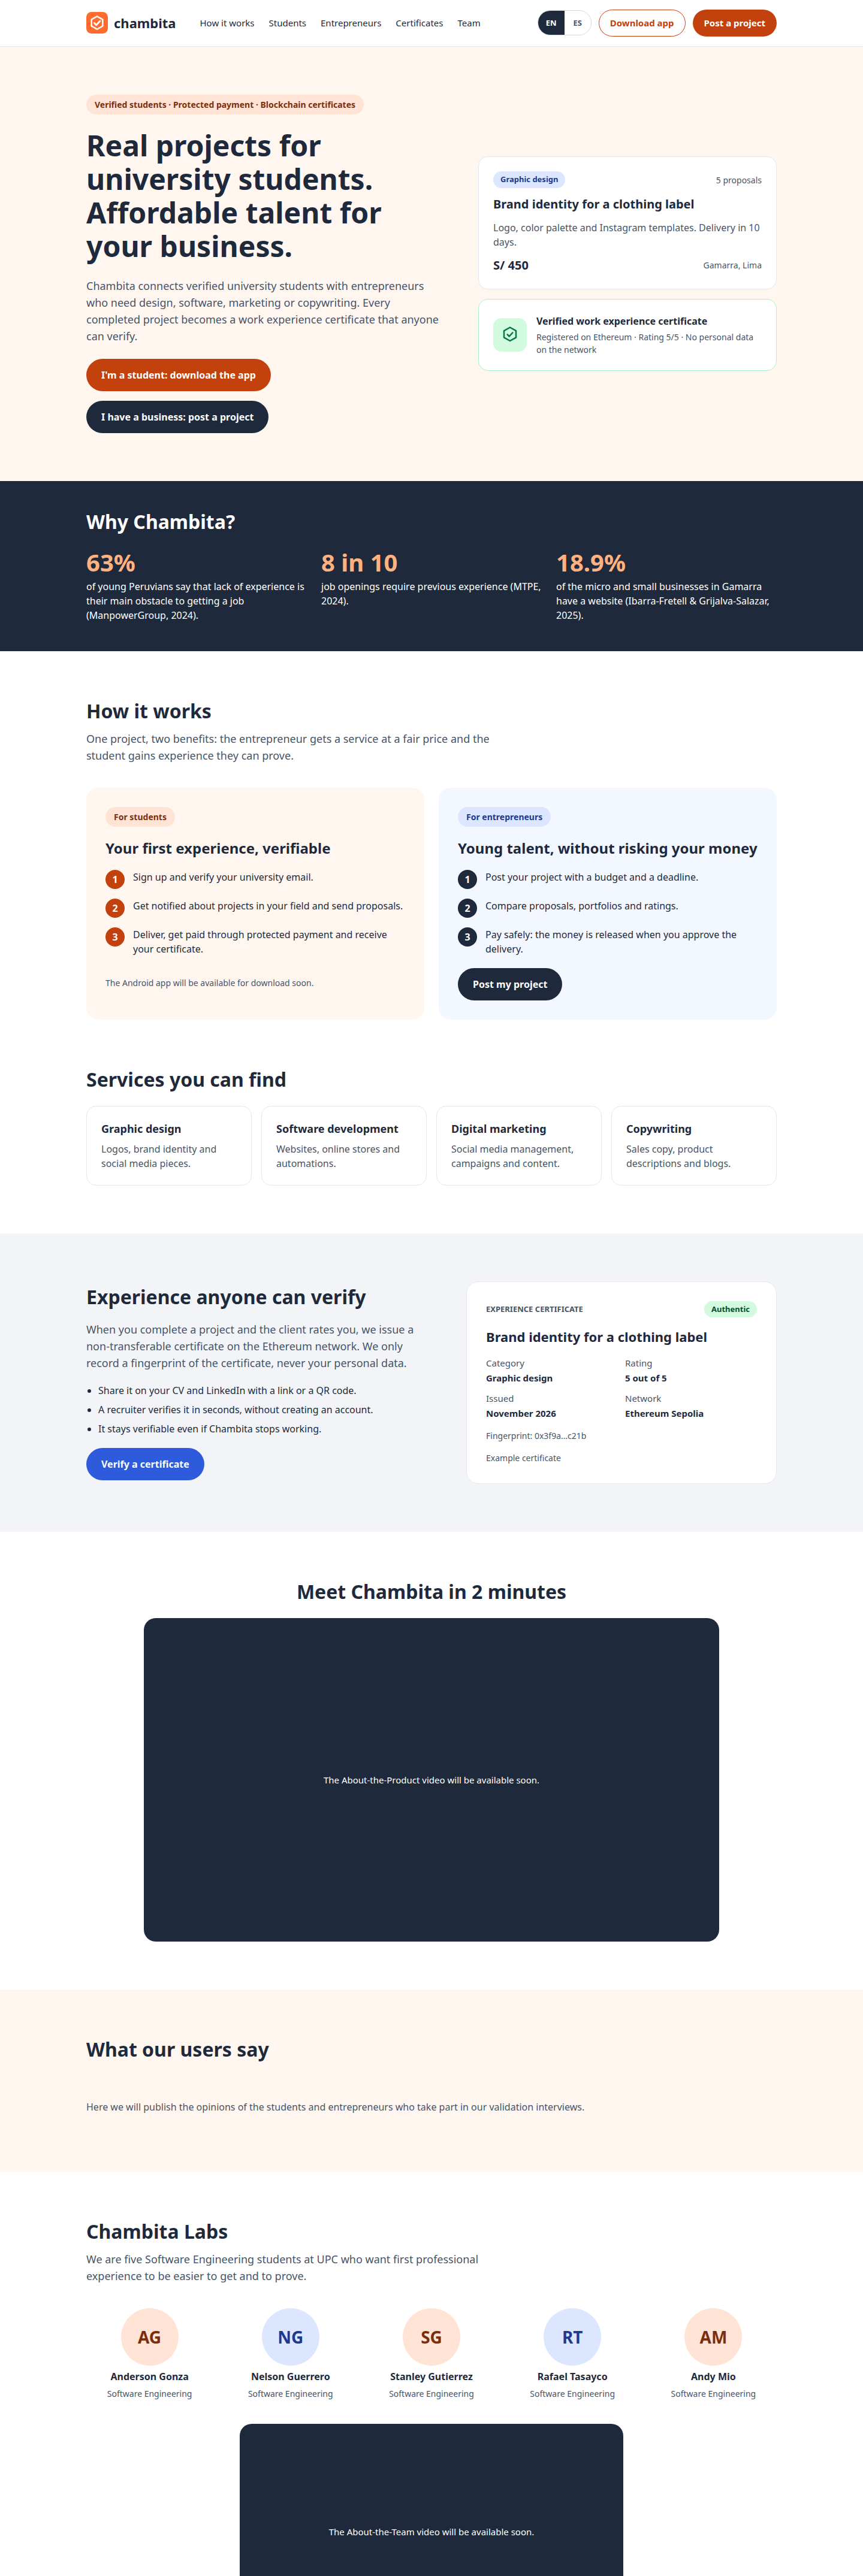 chambita
How it works
Students
Entrepreneurs
Certificates
Team
EN
ES
Download app
Post a project
Verified students · Protected payment · Blockchain certificates
Real projects for
university students.
Affordable talent for
your business.
Chambita connects verified university students with entrepreneurs
who need design, software, marketing or copywriting. Every
completed project becomes a work experience certificate that anyone
can verify.
I'm a student: download the app
I have a business: post a project
Graphic design
5 proposals
Brand identity for a clothing label
Logo, color palette and Instagram templates. Delivery in 10
days.
S/ 450
Gamarra, Lima
Verified work experience certificate
Registered on Ethereum · Rating 5/5 · No personal data
on the network
Why Chambita?
63%
of young Peruvians say that lack of experience is
their main obstacle to getting a job
(ManpowerGroup, 2024).
8 in 10
job openings require previous experience (MTPE,
2024).
18.9%
of the micro and small businesses in Gamarra
have a website (Ibarra-Fretell & Grijalva-Salazar,
2025).
How it works
One project, two benefits: the entrepreneur gets a service at a fair price and the
student gains experience they can prove.
For students
Your first experience, verifiable
1 Sign up and verify your university email.
2 Get notified about projects in your field and send proposals.
3 Deliver, get paid through protected payment and receive
your certificate.
The Android app will be available for download soon.
For entrepreneurs
Young talent, without risking your money
1 Post your project with a budget and a deadline.
2 Compare proposals, portfolios and ratings.
3 Pay safely: the money is released when you approve the
delivery.
Post my project
Services you can find
Graphic design
Logos, brand identity and
social media pieces.
Software development
Websites, online stores and
automations.
Digital marketing
Social media management,
campaigns and content.
Copywriting
Sales copy, product
descriptions and blogs.
Experience anyone can verify
When you complete a project and the client rates you, we issue a
non-transferable certificate on the Ethereum network. We only
record a fingerprint of the certificate, never your personal data.
• Share it on your CV and LinkedIn with a link or a QR code.
• A recruiter verifies it in seconds, without creating an account.
• It stays verifiable even if Chambita stops working.
Verify a certificate
EXPERIENCE CERTIFICATE
Authentic
Brand identity for a clothing label
Category
Graphic design
Rating
5 out of 5
Issued
November 2026
Network
Ethereum Sepolia
Fingerprint: 0x3f9a...c21b
Example certificate
Meet Chambita in 2 minutes
The About-the-Product video will be available soon.
What our users say
Here we will publish the opinions of the students and entrepreneurs who take part in our validation interviews.
Chambita Labs
We are five Software Engineering students at UPC who want first professional
experience to be easier to get and to prove.
AG
Anderson Gonza
Software Engineering
NG
Nelson Guerrero
Software Engineering
SG
Stanley Gutierrez
Software Engineering
RT
Rafael Tasayco
Software Engineering
AM
Andy Mio
Software Engineering
The About-the-Team video will be available soon.